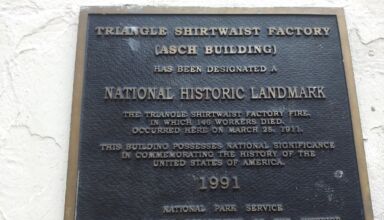 TRIANGLE SHIRTWAIST FACTORY
(ASCH BUILDING)
HAS BEEN DESIGNATED A
NATIONAL HISTORIC LANDMARK
THE TRIANGLE SHIRTWAIST FACTORY FIRE,
IN WHICH 146 WORKERS DIED,
OCCURRED HERE ON MARCH 25, 1911.
THIS BUILDING POSSESSES NATIONAL SIGNIFICANCE
IN COMMEMORATING THE HISTORY OF THE
UNITED STATES OF AMERICA.
1991
NATIONAL PARK SERVICE